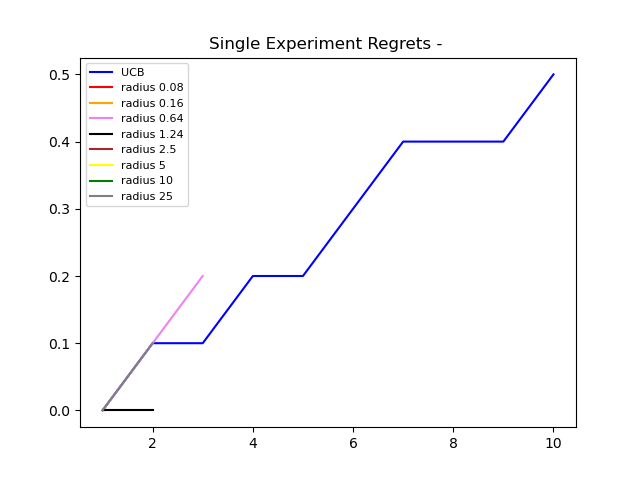 Single Experiment Regrets -
UCB
radius 0.08
radius 0.16
radius 0.64
radius 1.24
radius 2.5
radius 5
radius 10
radius 25
0.5
0.4
0.3
0.2
0.1
0.0
2 4 6 8 10